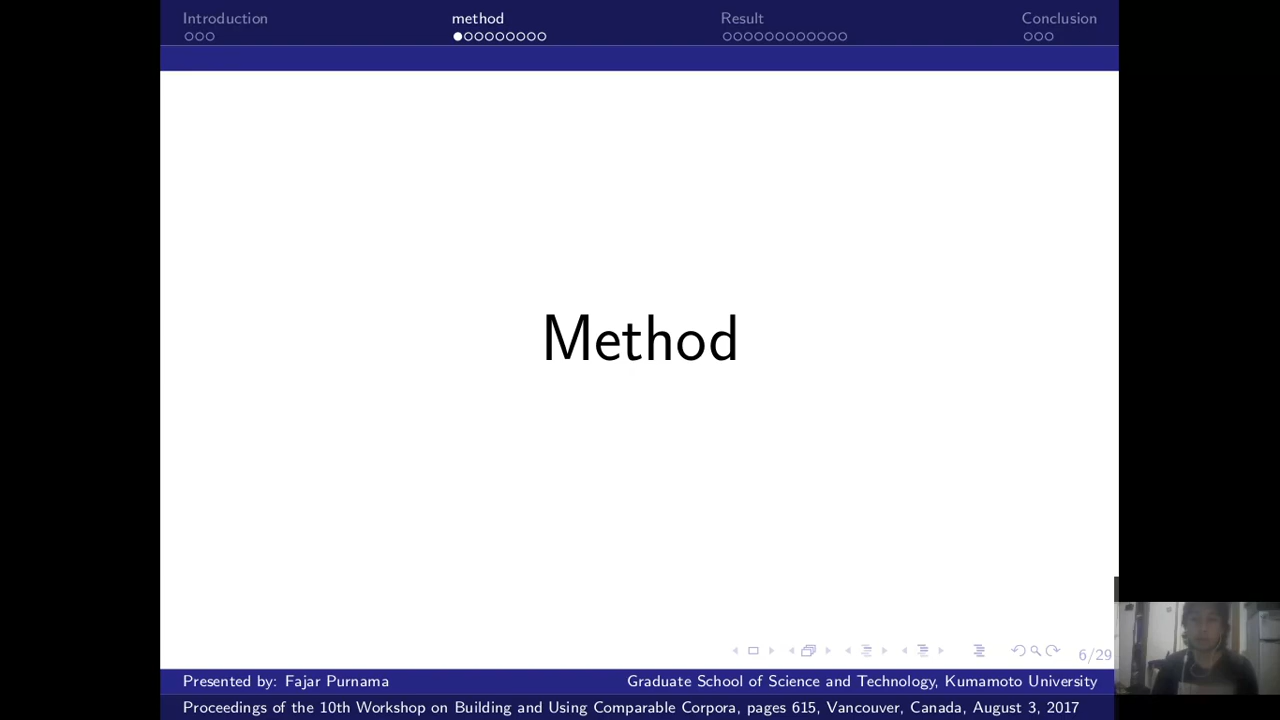 Introduction method Result Conclusion
Method
6/29
Presented by: Fajar Purnama Graduate School of Science and Technology, Kumamoto University
Proceedings of the 10th Workshop on Building and Using Comparable Corpora, pages 615, Vancouver, Canada, August 3, 2017